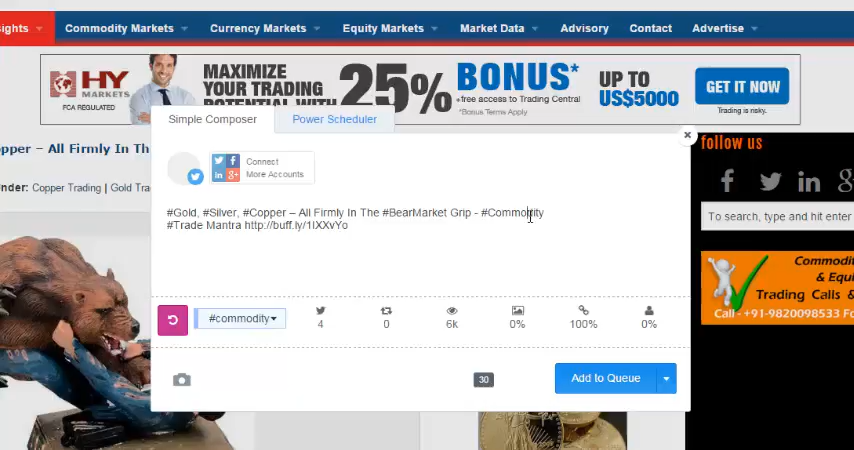 sights
Commodity Markets
Currency Markets
Equity Markets
Market Data
Advisory
Contact
Advertise
HY
MARKETS
FCA REGULATED
MAXIMIZE
YOUR TRADING
POTENTIAL WITH
25%
BONUS*
+free access to Trading Central
*Bonus Terms Apply
UP TO
US$5000
GET IT NOW
Trading is risky.
Simple Composer
Power Scheduler
follow us
opper – All Firmly In Th
nder: Copper Trading | Gold Tra
Connect
More Accounts
To search, type and hit enter
#Gold, #Silver, #Copper – All Firmly In The #BearMarket Grip - #Commodity
#Trade Mantra http://buff.ly/1IXXvYo
Commodity
& Equi
Trading Calls &
Call - +91-9820098533 Fo
#commodity
4
0
6k
0%
100%
0%
30
Add to Queue